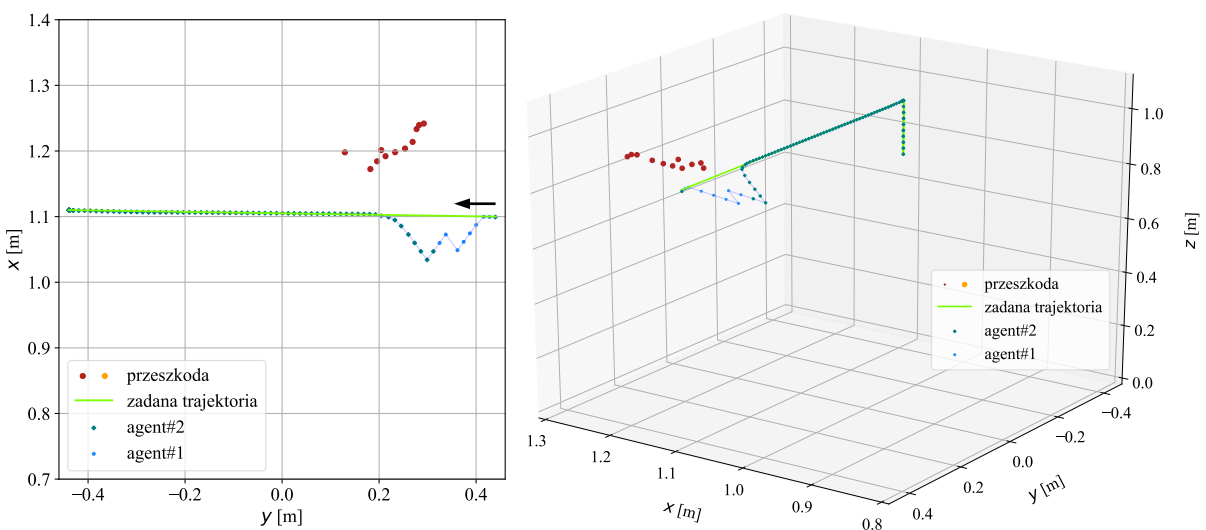 1.4
1.3
1.2
1.1
1.0
0.9
0.8
0.7
x [m]
−0.4
−0.2
0.0
0.2
0.4
y [m]
przeszkoda
zadana trajektoria
agent#2
agent#1
1.0
0.8
0.6
0.4
0.2
0.0
z [m]
przeszkoda
zadana trajektoria
agent#2
agent#1
1.3
1.2
1.1
1.0
0.9
0.8
x [m]
−0.4
−0.2
0.0
0.2
0.4
y [m]